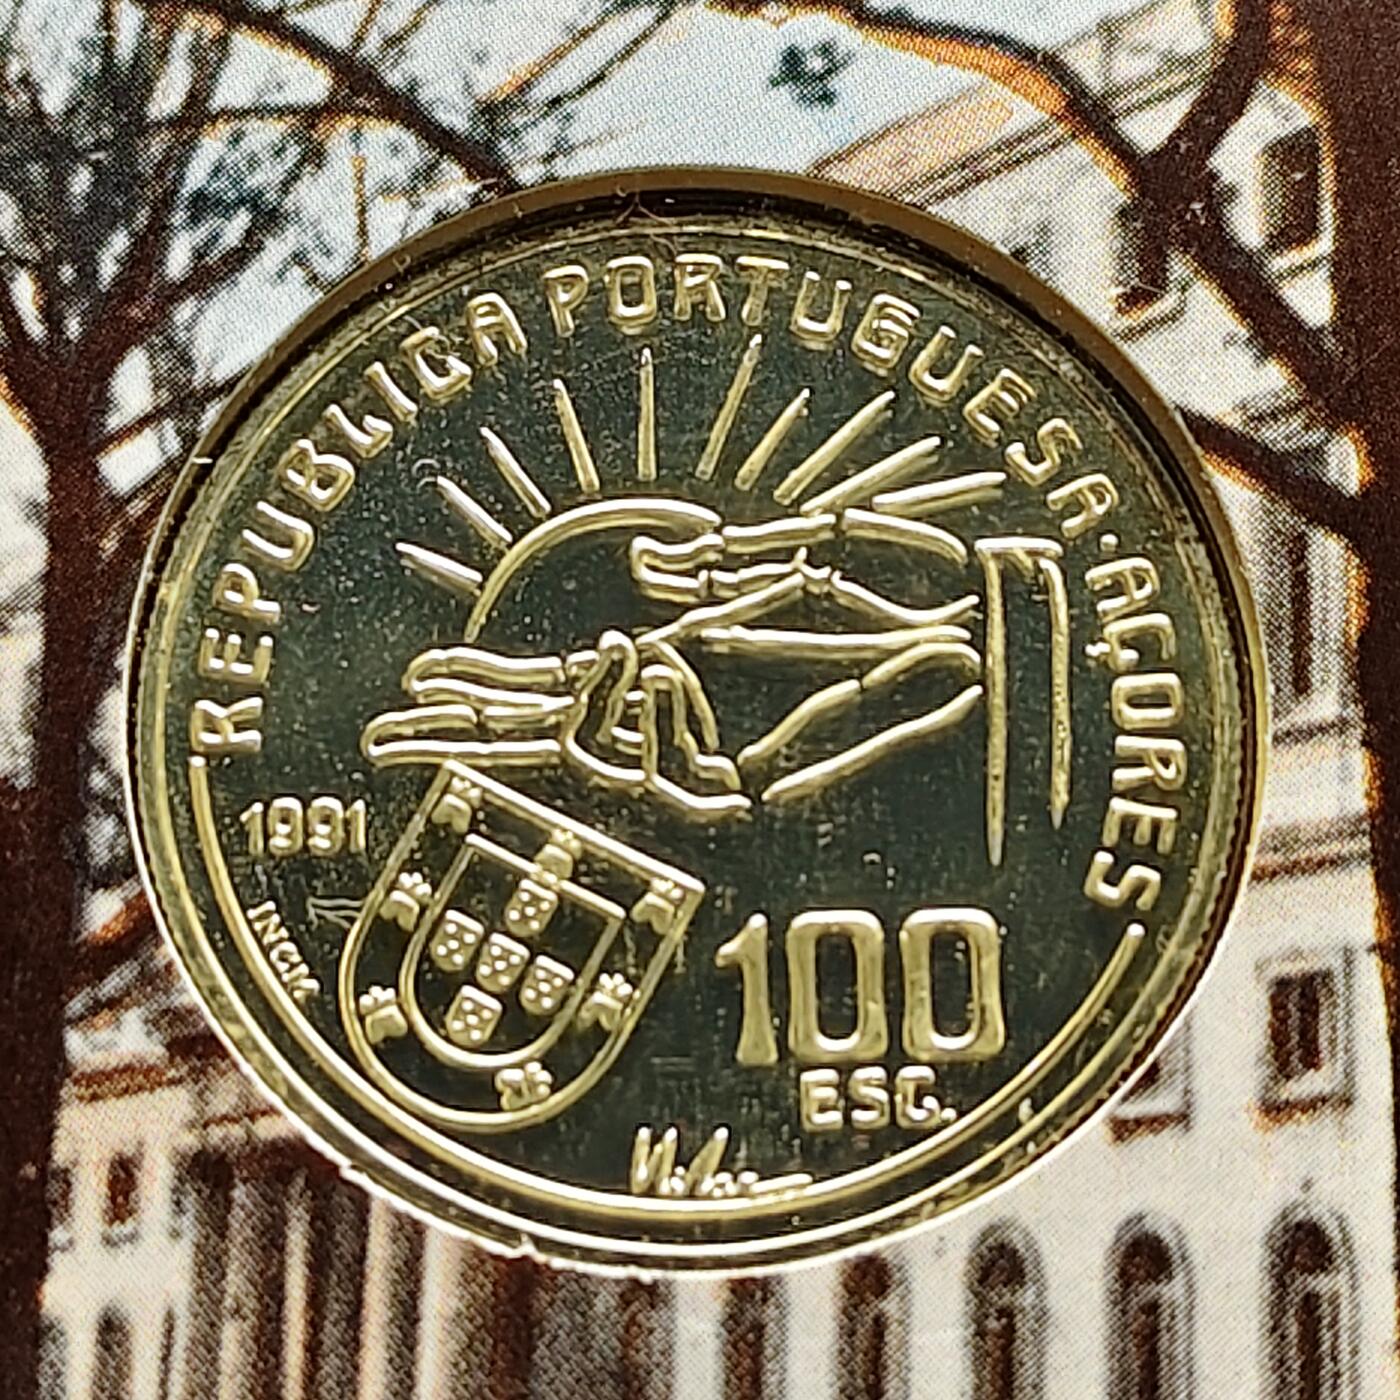 REPUBLICA PORTUGUESA · AÇORES
1991
INCM
100
ESC.